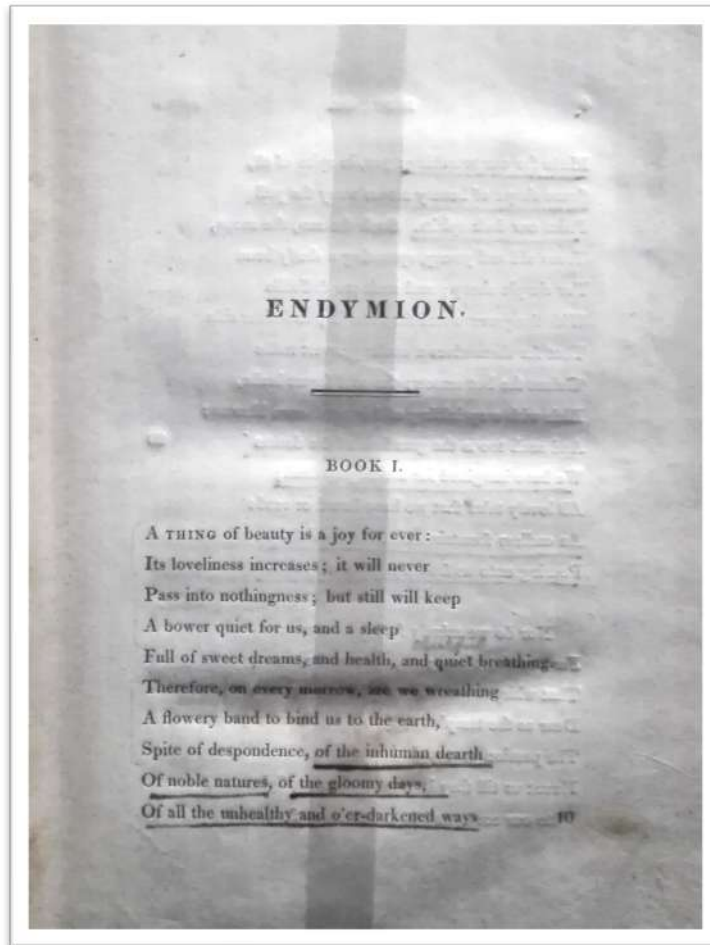 ENDYMION.
BOOK I.
A THING of beauty is a joy for ever:
Its loveliness increases; it will never
Pass into nothingness; but still will keep
A bower quiet for us, and a sleep
Full of sweet dreams, and health, and quiet breathing.
Therefore, on every morrow, are we wreathing
A flowery band to bind us to the earth,
Spite of despondence, of the inhuman dearth
Of noble natures, of the gloomy days,
Of all the unhealthy and o'er-darkened ways 10